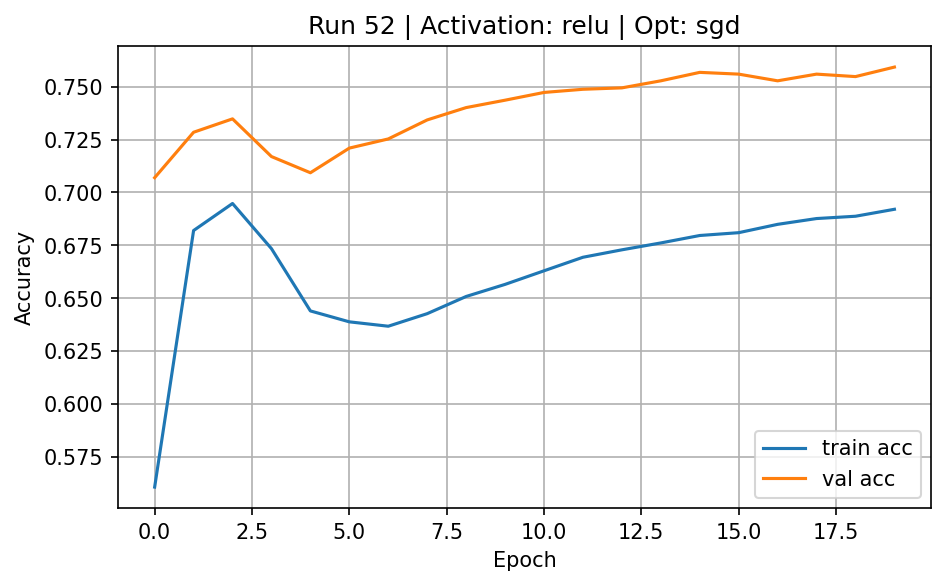 Run 52 | Activation: relu | Opt: sgd
Accuracy
0.750
0.725
0.700
0.675
0.650
0.625
0.600
0.575
train acc
val acc
0.0 2.5 5.0 7.5 10.0 12.5 15.0 17.5
Epoch